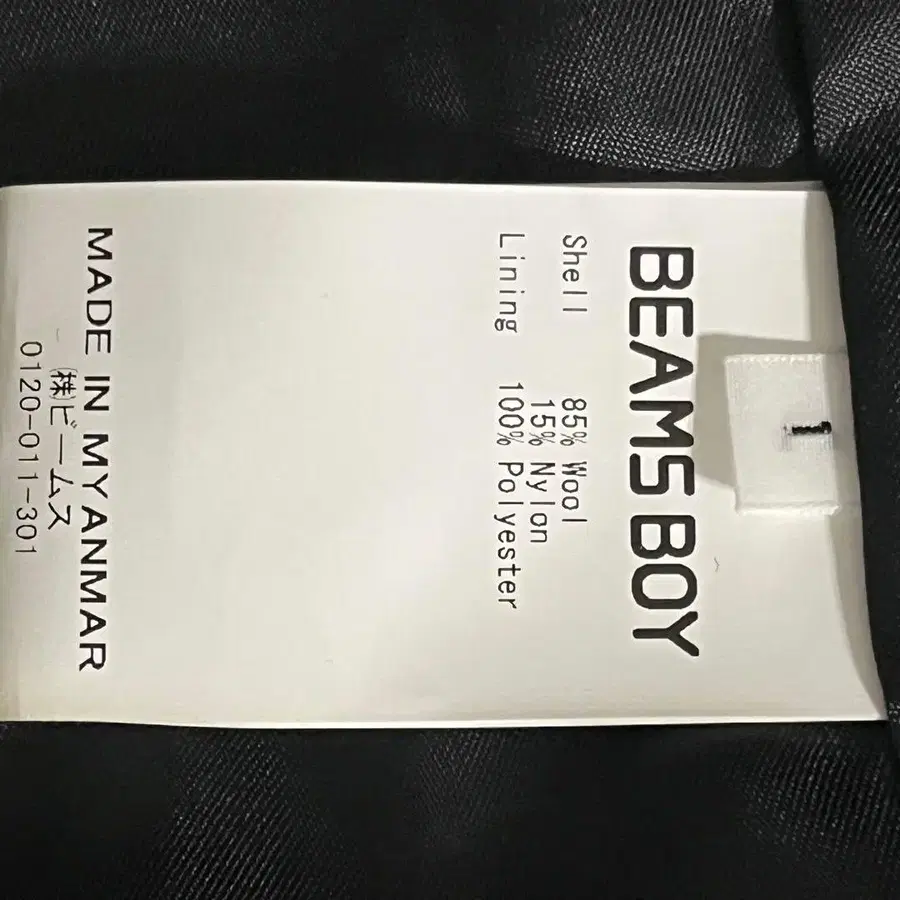 1
BEAMS BOY
Shell 85% Wool
15% Nylon
Lining 100% Polyester
MADE IN MYANMAR
㈱ビームス
0120-011-301